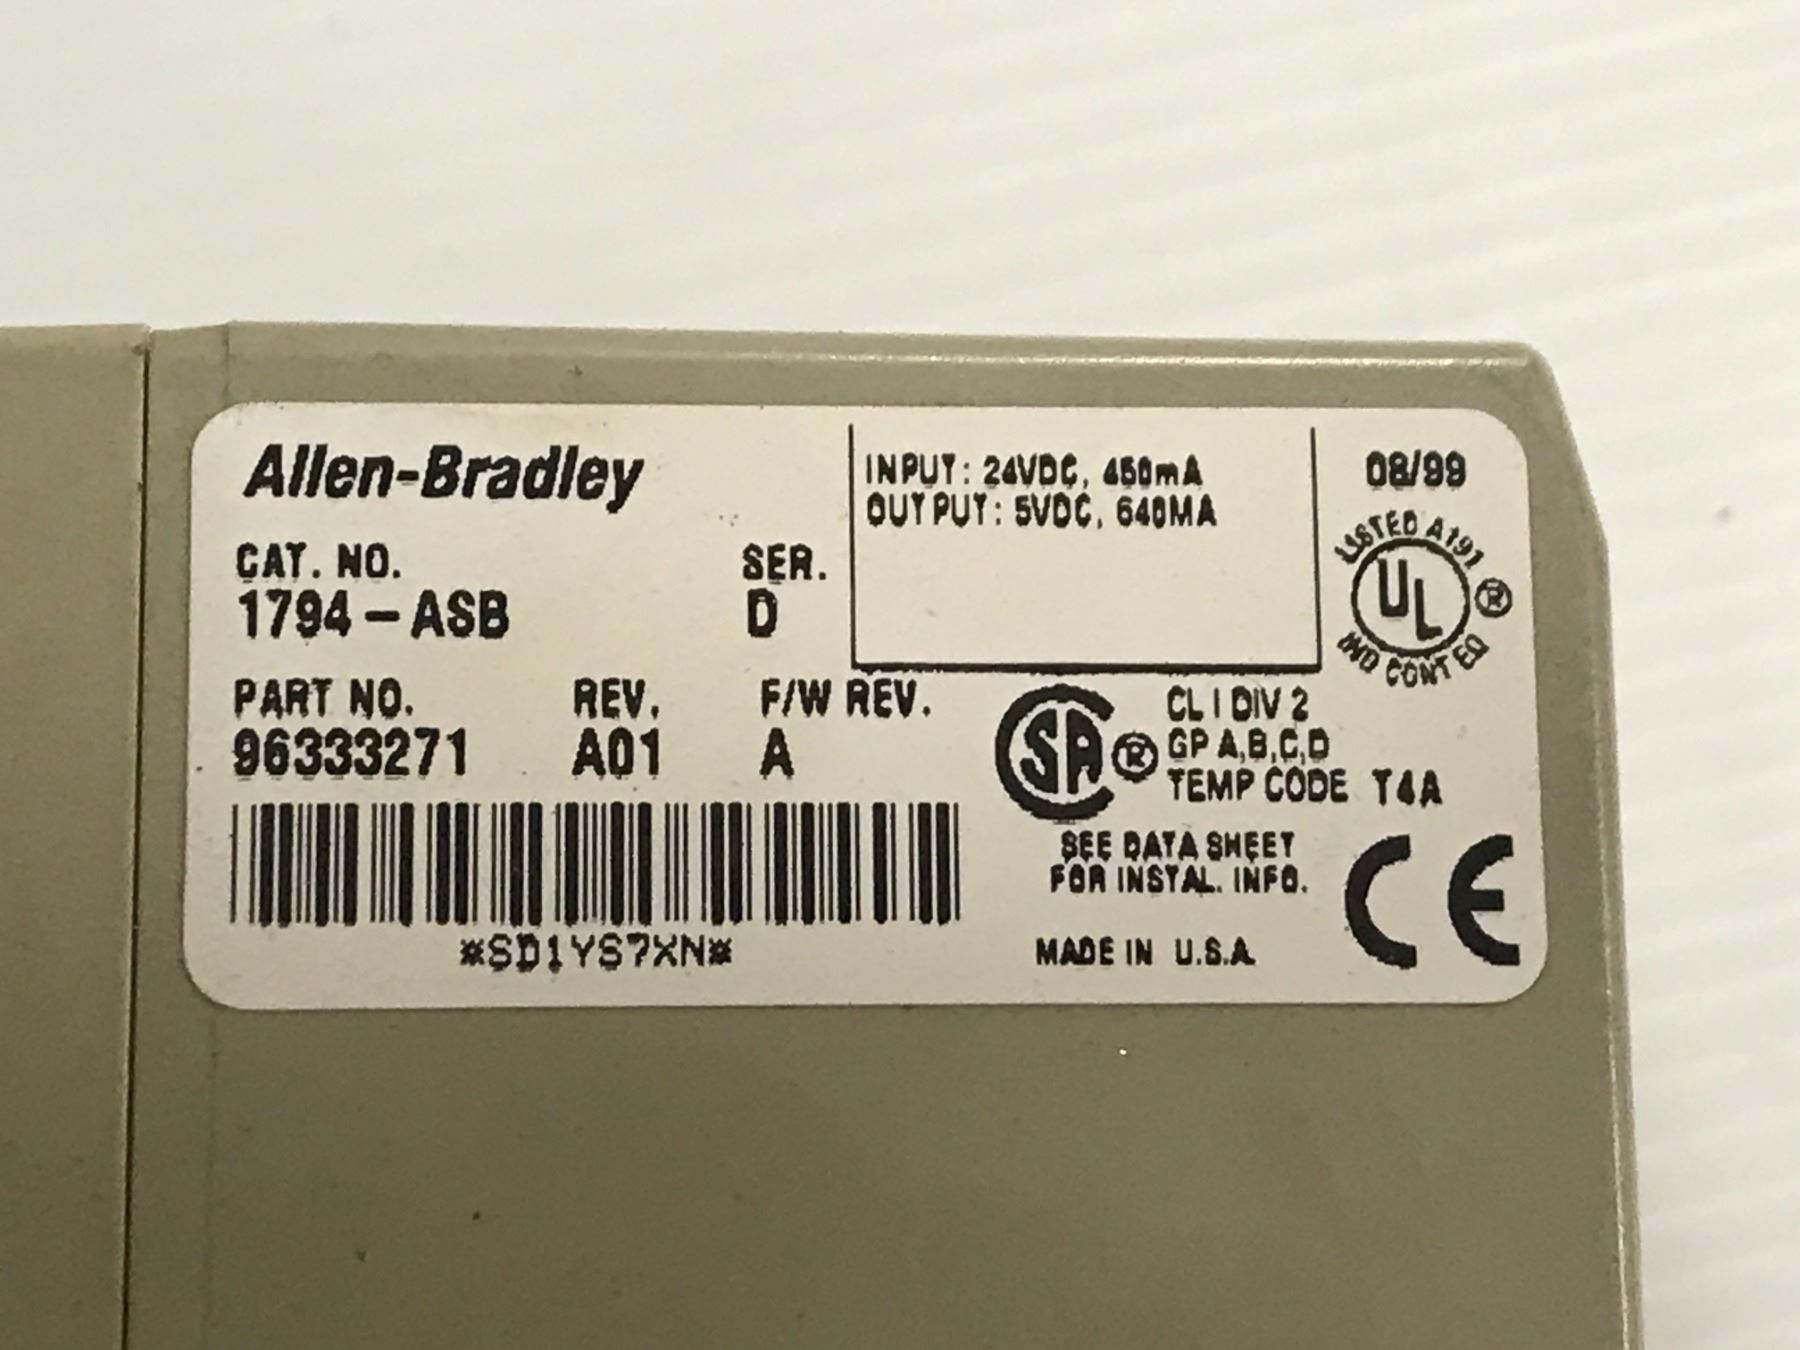 Allen-Bradley
CAT. NO. SER.
1794-ASB D
PART NO. REV. F/W REV.
96333271 A01 A
*SD1YS7XN*
INPUT: 24VDC, 450mA
OUTPUT: 5VDC, 640MA
08/99
LISTED A191
UL ®
IND CONT EQ
SA ®
CL I DIV 2
GP A,B,C,D
TEMP CODE T4A
SEE DATA SHEET
FOR INSTAL. INFO.
MADE IN U.S.A.
CE